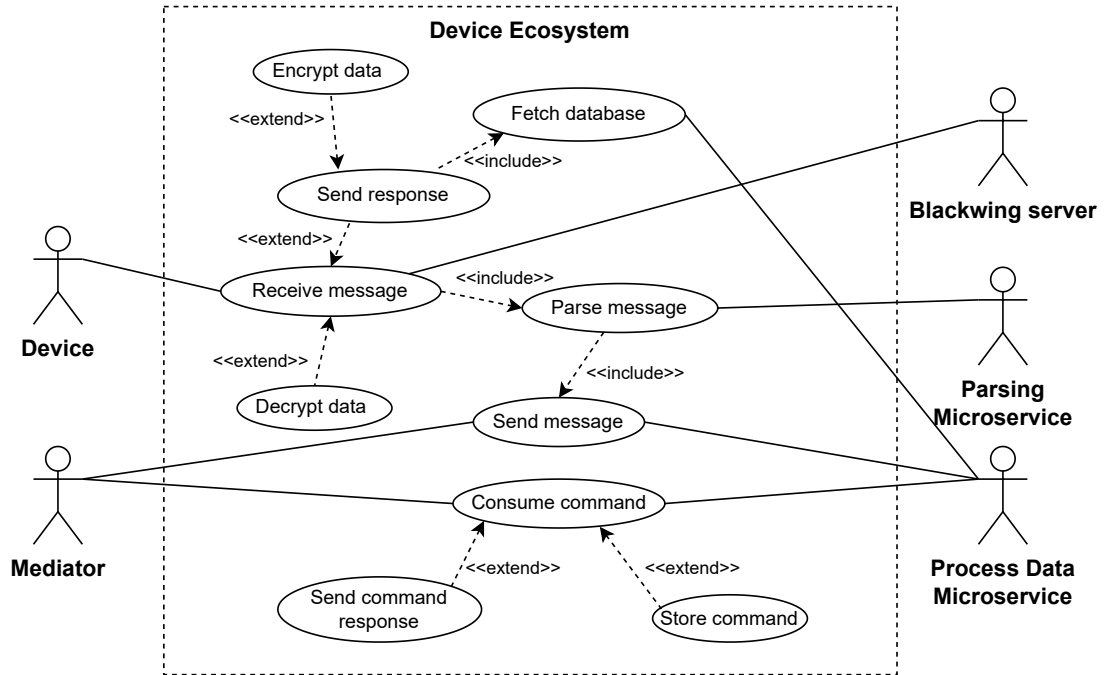 Device Ecosystem
Encrypt data
<<extend>>
Fetch database
<<include>>
Send response
Blackwing server
<<extend>>
<<include>>
Receive message
Parse message
Device
<<extend>>
<<include>>
Parsing
Microservice
Decrypt data
Send message
Consume command
Mediator
Process Data
Microservice
<<extend>>
<<extend>>
Send command
response
Store command